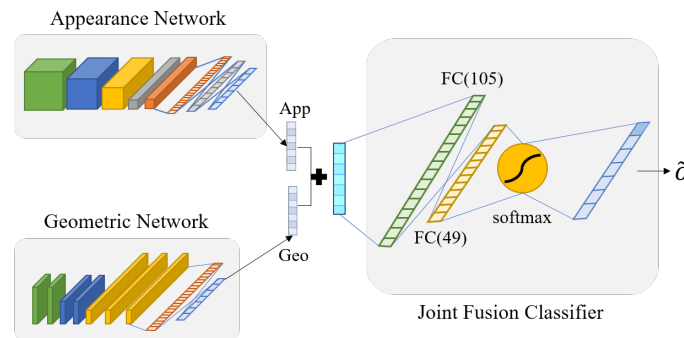 Appearance Network
App
FC(105)
softmax
FC(49)
Geometric Network
Geo
Joint Fusion Classifier
õ